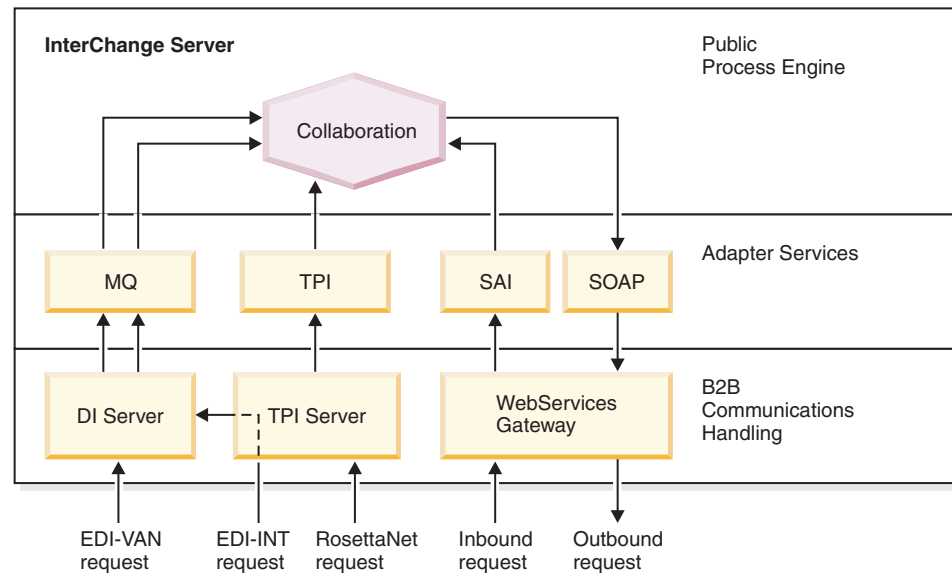 InterChange Server
Public
Process Engine
Collaboration
MQ
TPI
SAI
SOAP
Adapter Services
DI Server
TPI Server
WebServices
Gateway
B2B
Communications
Handling
EDI-VAN
request
EDI-INT
request
RosettaNet
request
Inbound
request
Outbound
request